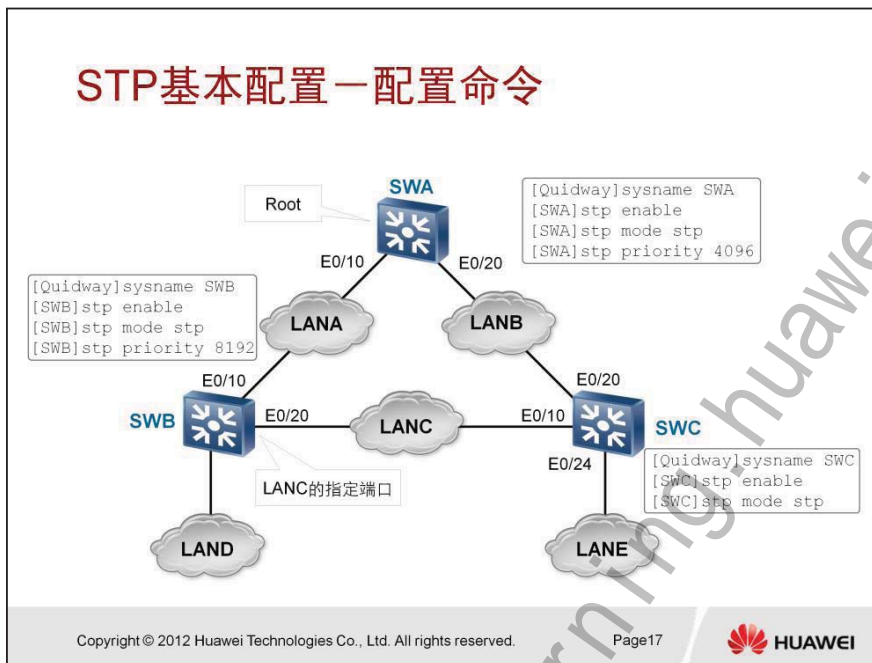 STP基本配置－配置命令
SWA
Root
[Quidway]sysname SWA
[SWA]stp enable
[SWA]stp mode stp
[SWA]stp priority 4096
E0/10
E0/20
[Quidway]sysname SWB
[SWB]stp enable
[SWB]stp mode stp
[SWB]stp priority 8192
LANA
LANB
E0/10
E0/20
SWB
E0/20
LANC
E0/10
SWC
E0/24
[Quidway]sysname SWC
[SWC]stp enable
[SWC]stp mode stp
LANC的指定端口
LAND
LANE
Copyright © 2012 Huawei Technologies Co., Ltd. All rights reserved.
Page17
HUAWEI
rning.huawei.